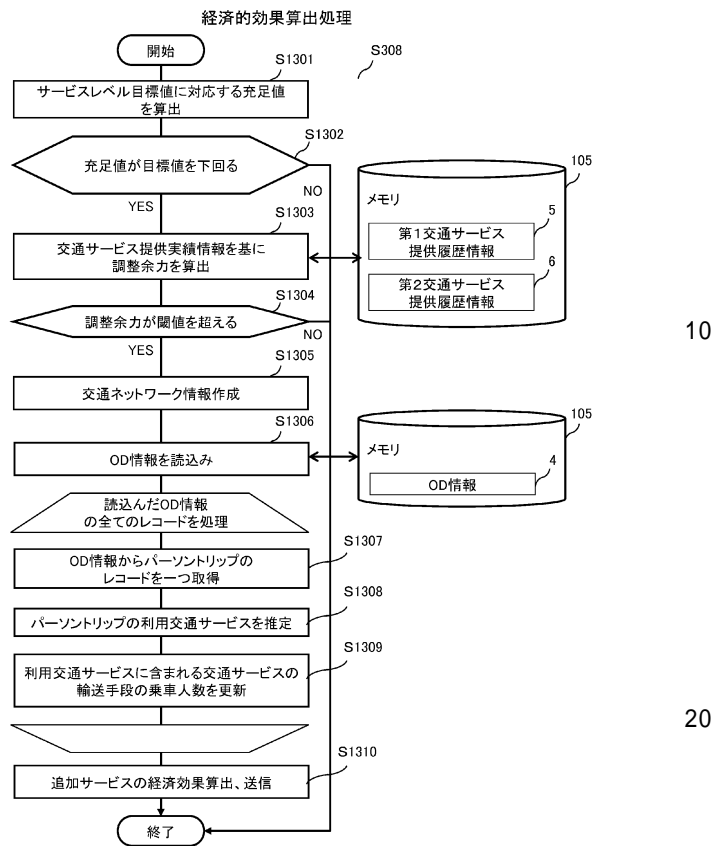 経済的効果算出処理
開始
S1301
S308
サービスレベル目標値に対応する充足値
を算出
S1302
充足値が目標値を下回る
NO
YES
105
メモリ
5
第1交通サービス
提供履歴情報
6
第2交通サービス
提供履歴情報
S1303
交通サービス提供実績情報を基に
調整余力を算出
S1304
調整余力が閾値を超える
NO
YES
10
S1305
交通ネットワーク情報作成
S1306
OD情報を読込み
105
メモリ
4
OD情報
読込んだOD情報
の全てのレコードを処理
S1307
OD情報からパーソントリップの
レコードを一つ取得
S1308
パーソントリップの利用交通サービスを推定
S1309
利用交通サービスに含まれる交通サービスの
輸送手段の乗車人数を更新
20
S1310
追加サービスの経済効果算出、送信
終了